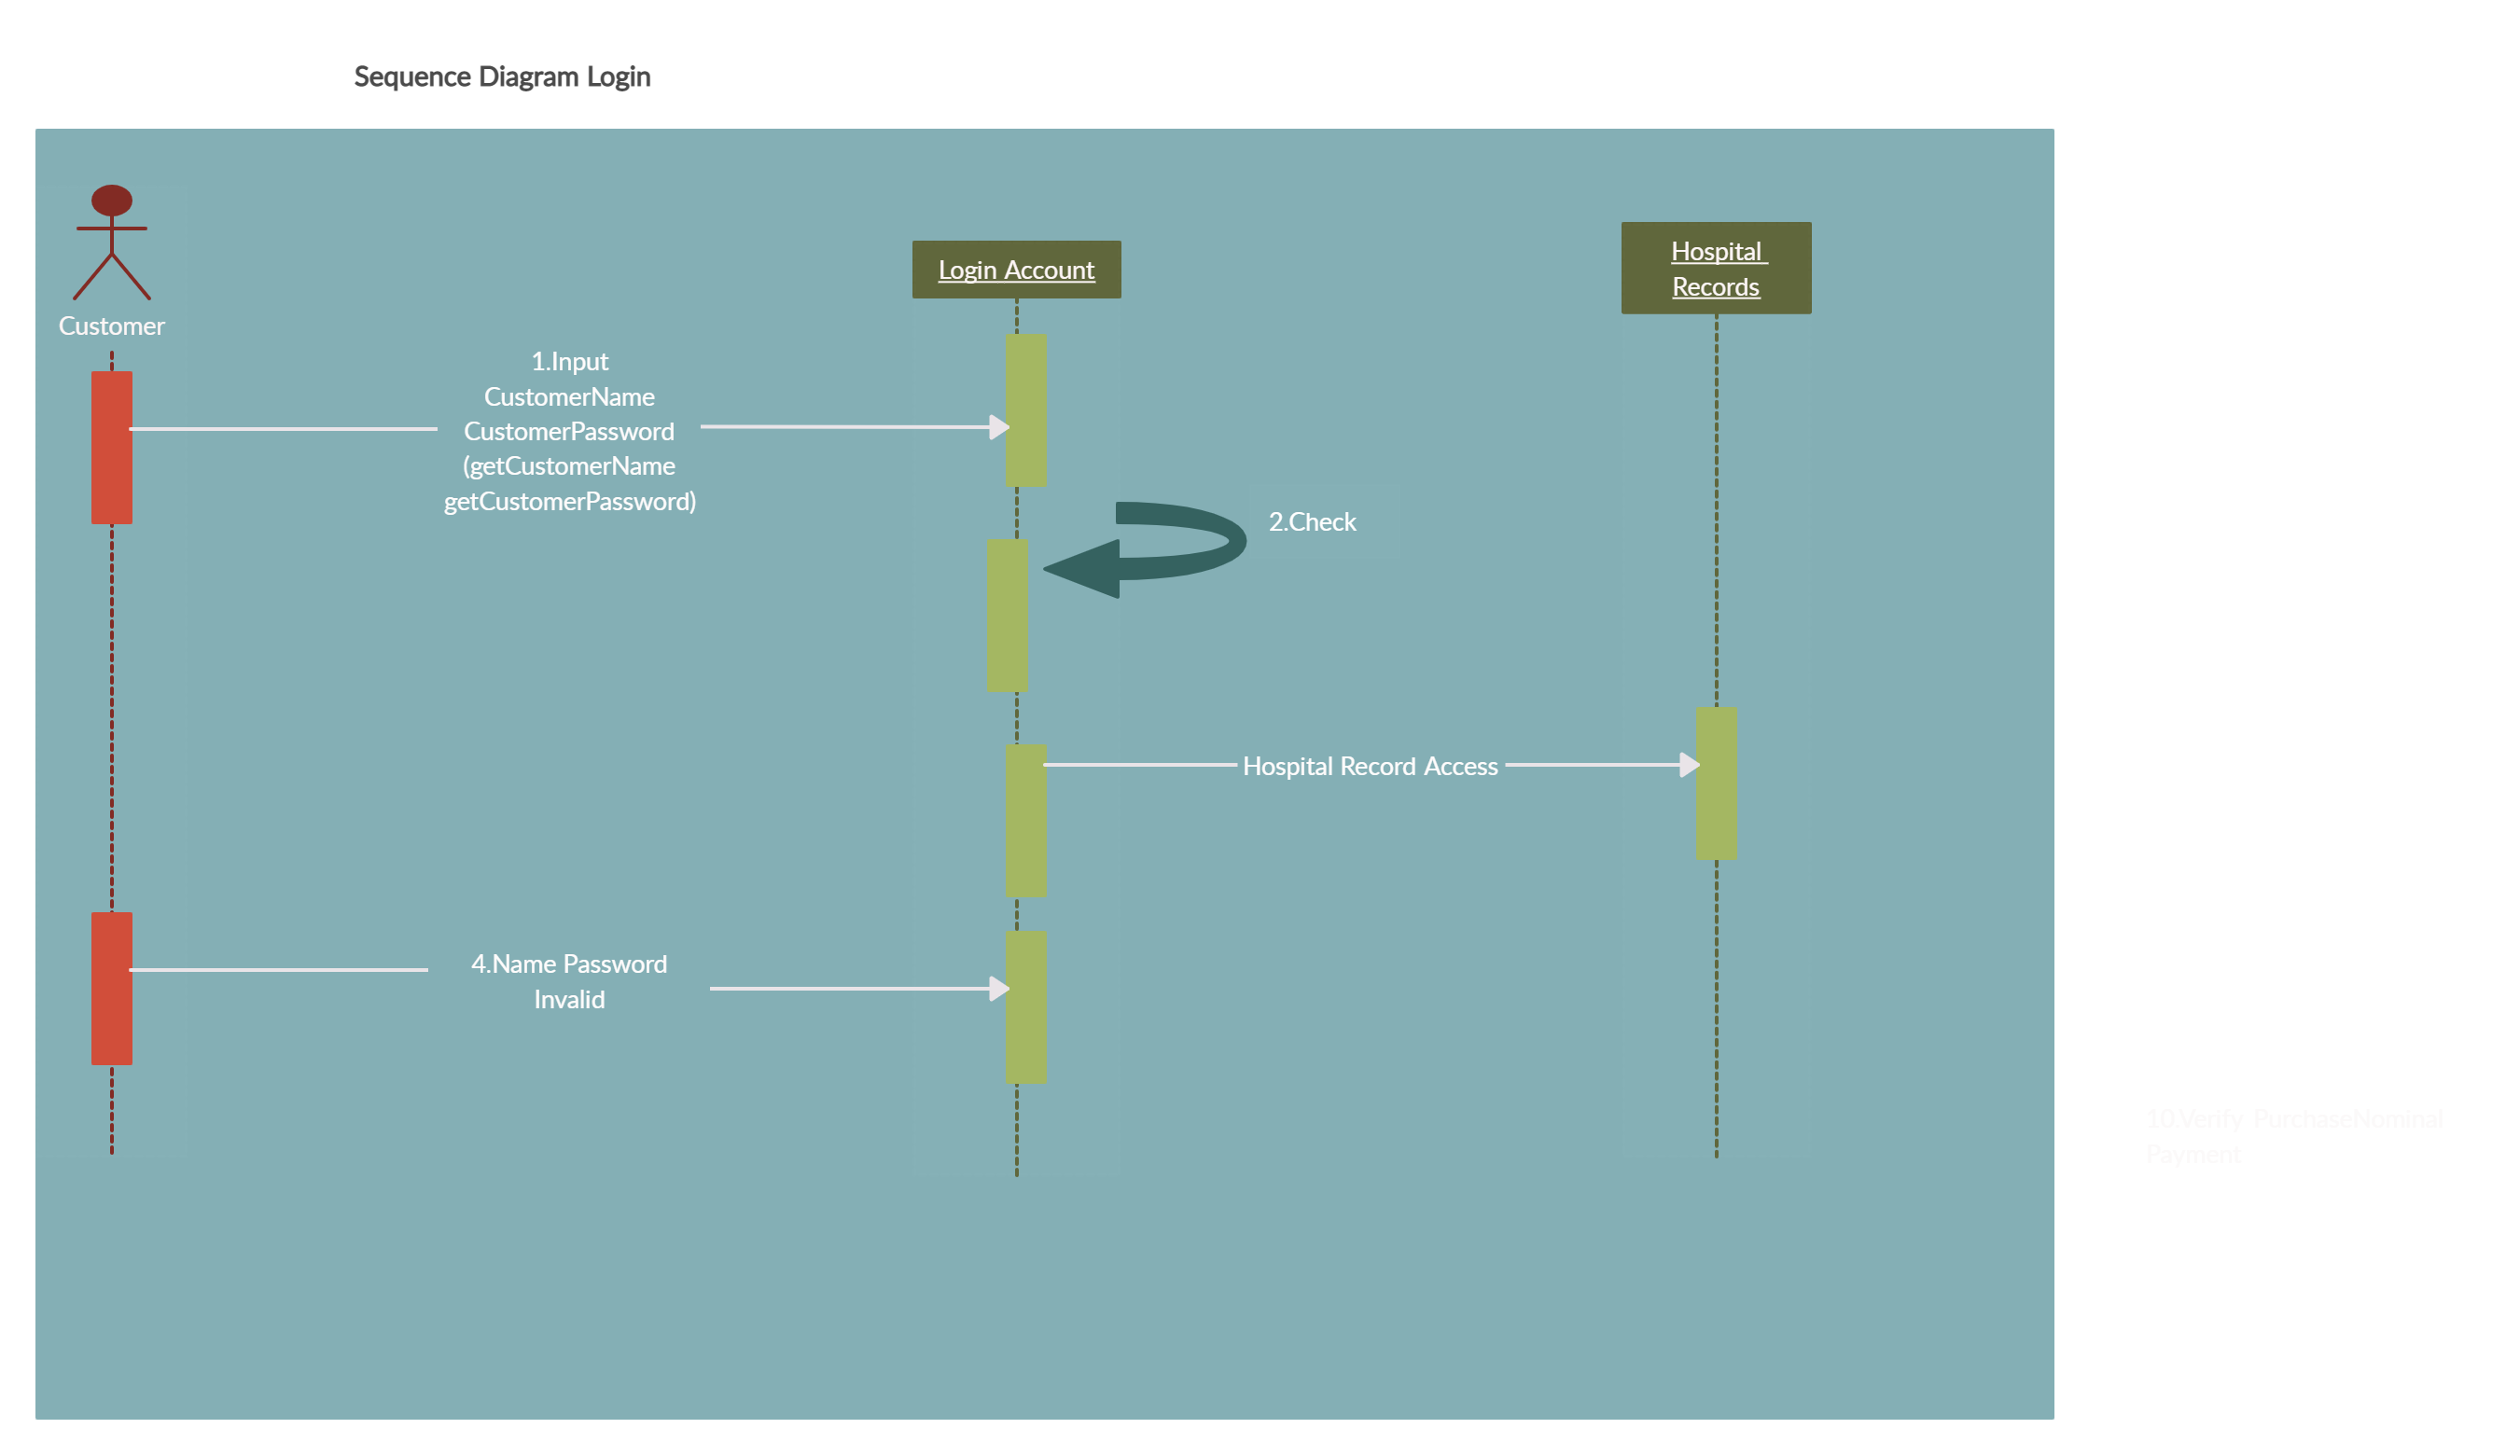 Sequence Diagram Login
Customer
Login Account
Hospital
Records
1.Input
CustomerName
CustomerPassword
(getCustomerName
getCustomerPassword)
2.Check
Hospital Record Access
4.Name Password
Invalid
10.Verify PurchaseNominal
Payment